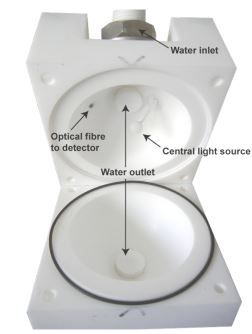 Water inlet
Optical fibre
to detector
Central light source
Water outlet